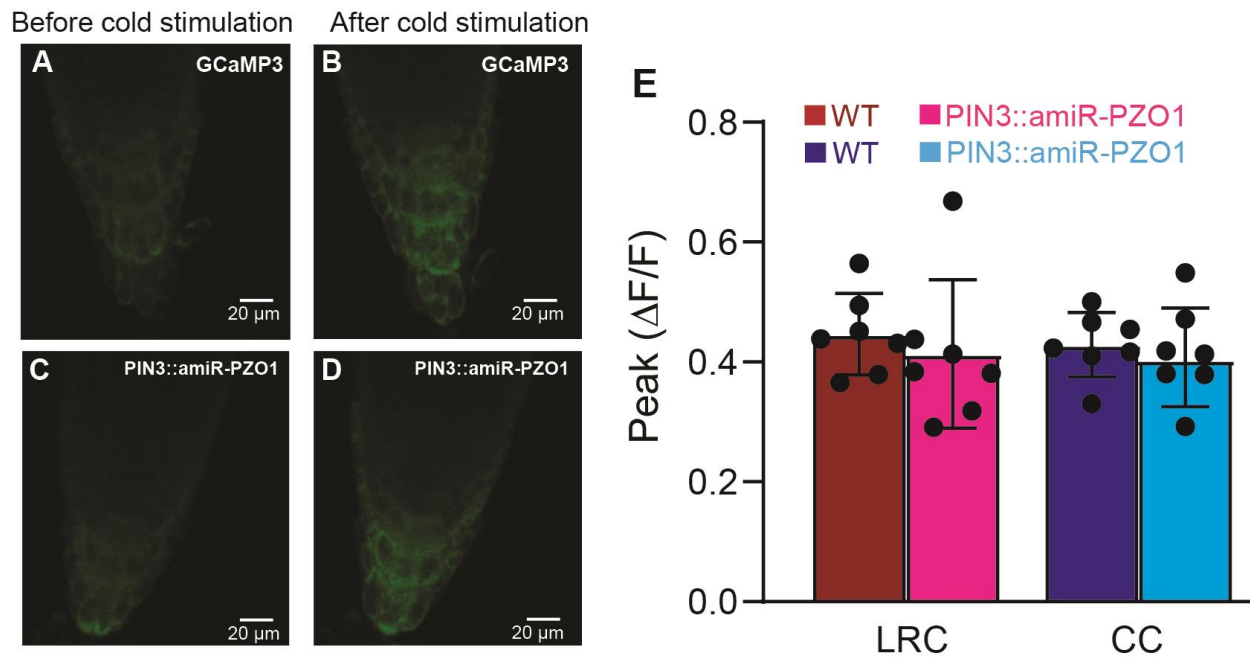 Before cold stimulation
After cold stimulation
A
GCaMP3
20 µm
B
GCaMP3
20 µm
C
PIN3::amiR-PZO1
20 µm
D
PIN3::amiR-PZO1
20 µm
E
WT
PIN3::amiR-PZO1
WT
PIN3::amiR-PZO1
Peak (ΔF/F)
0.8
0.6
0.4
0.2
0.0
LRC
CC